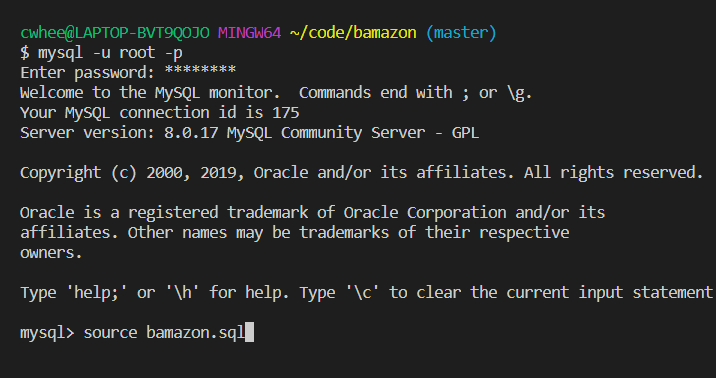 cwhee@LAPTOP-BVT9QOJO MINGW64 ~/code/bamazon (master)
$ mysql -u root -p
Enter password: ********
Welcome to the MySQL monitor.  Commands end with ; or \g.
Your MySQL connection id is 175
Server version: 8.0.17 MySQL Community Server - GPL
Copyright (c) 2000, 2019, Oracle and/or its affiliates. All rights reserved.
Oracle is a registered trademark of Oracle Corporation and/or its
affiliates. Other names may be trademarks of their respective
owners.
Type 'help;' or '\h' for help. Type '\c' to clear the current input statement
mysql> source bamazon.sql